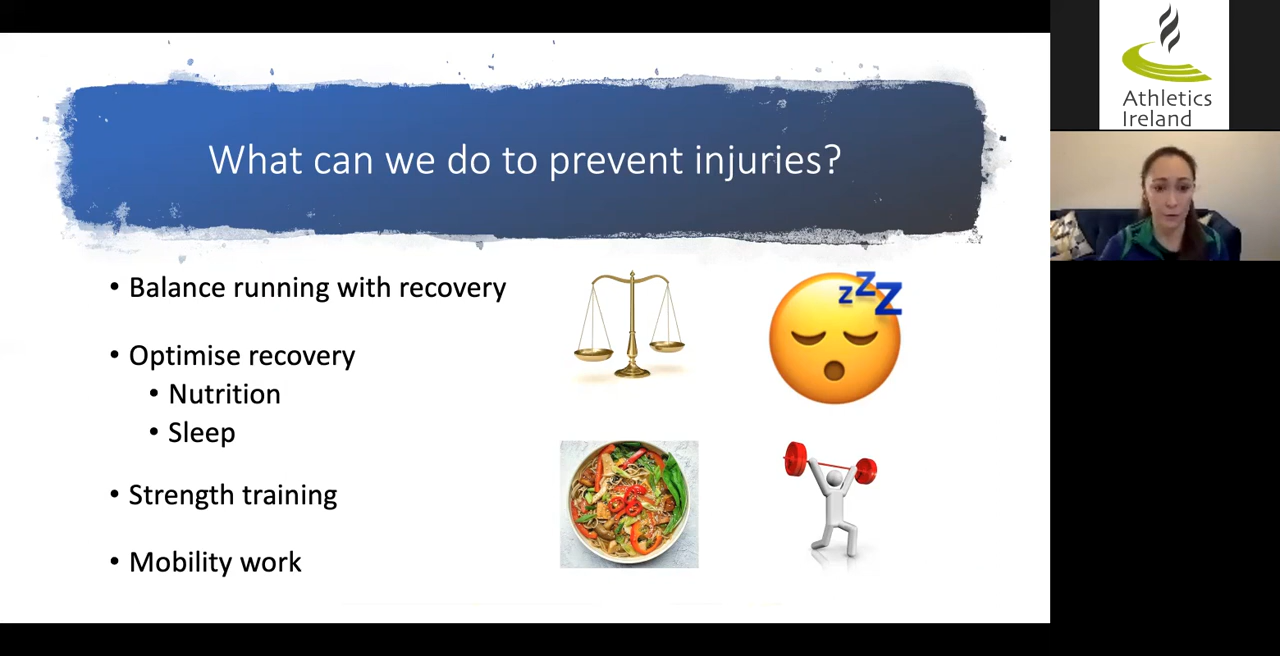 What can we do to prevent injuries?
• Balance running with recovery
• Optimise recovery
• Nutrition
• Sleep
• Strength training
• Mobility work
zzz
Athletics
Ireland